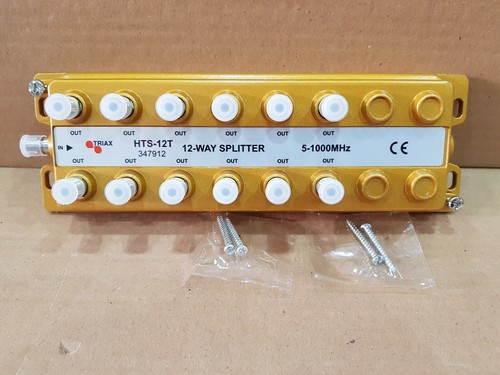 OUT OUT OUT OUT OUT OUT
IN ▶ TRIAX HTS-12T 12-WAY SPLITTER 5-1000MHz CE
347912
OUT OUT OUT OUT OUT OUT